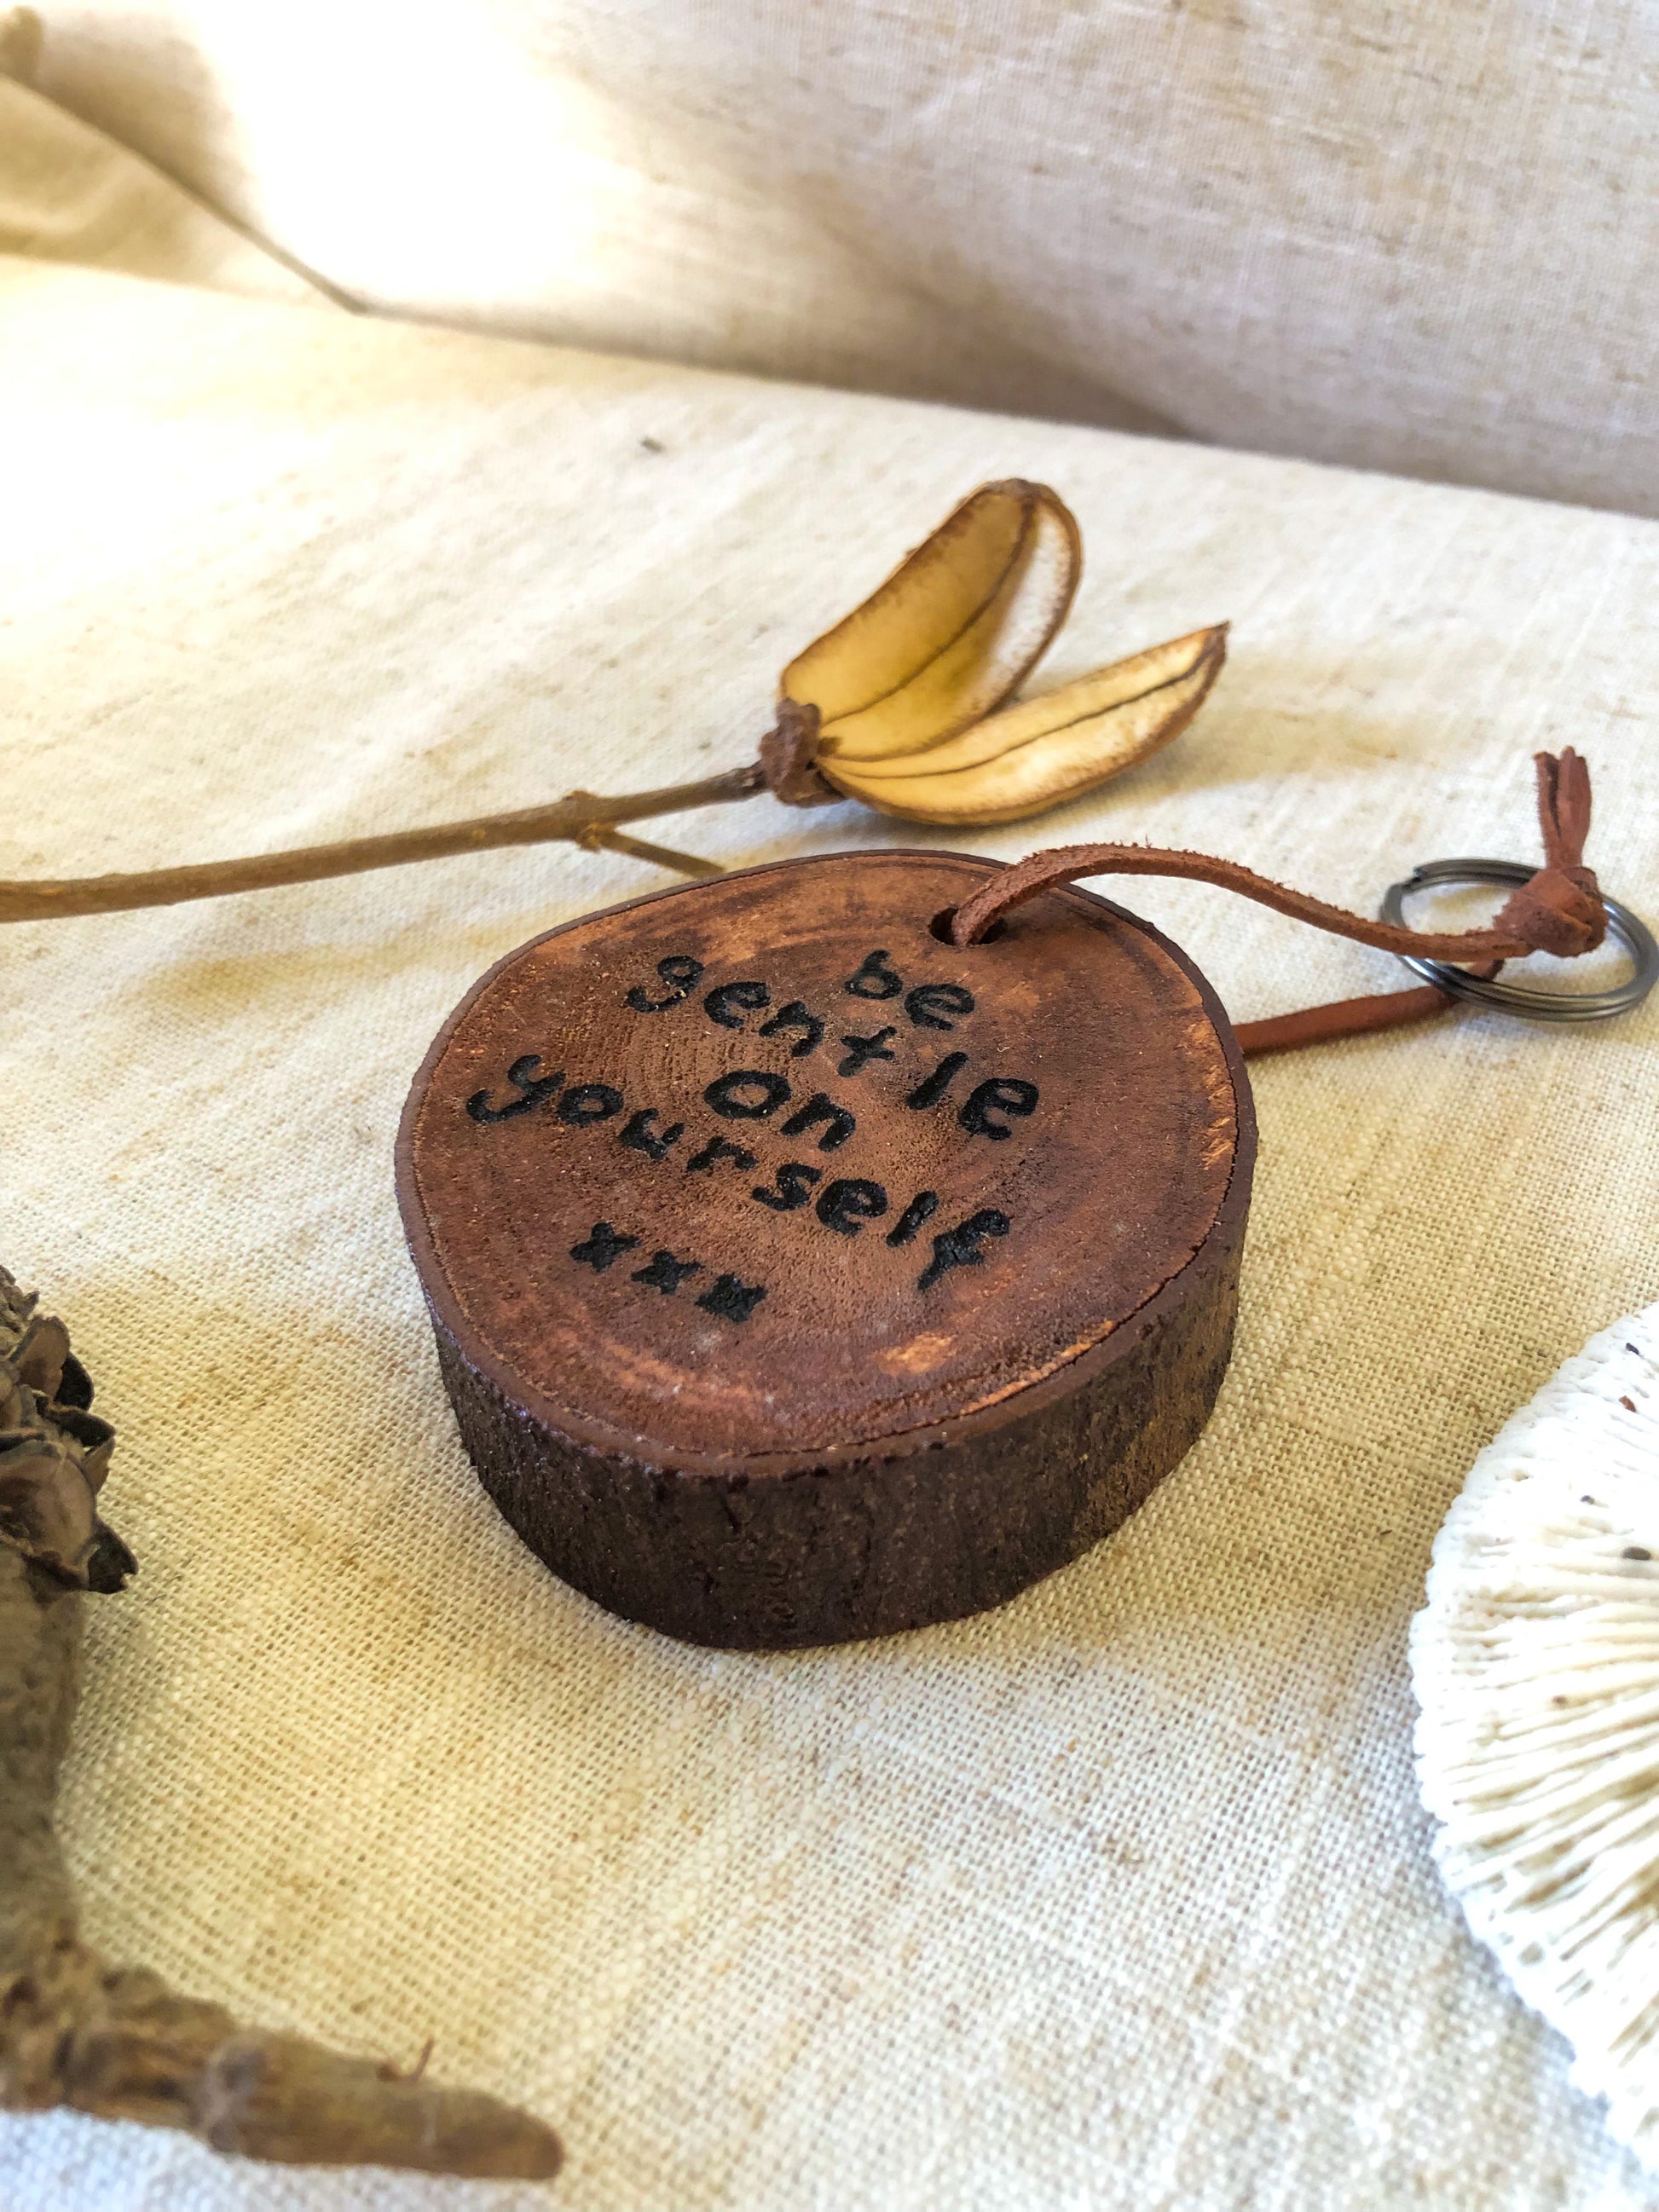 be
gentle
on
yourself
xxx